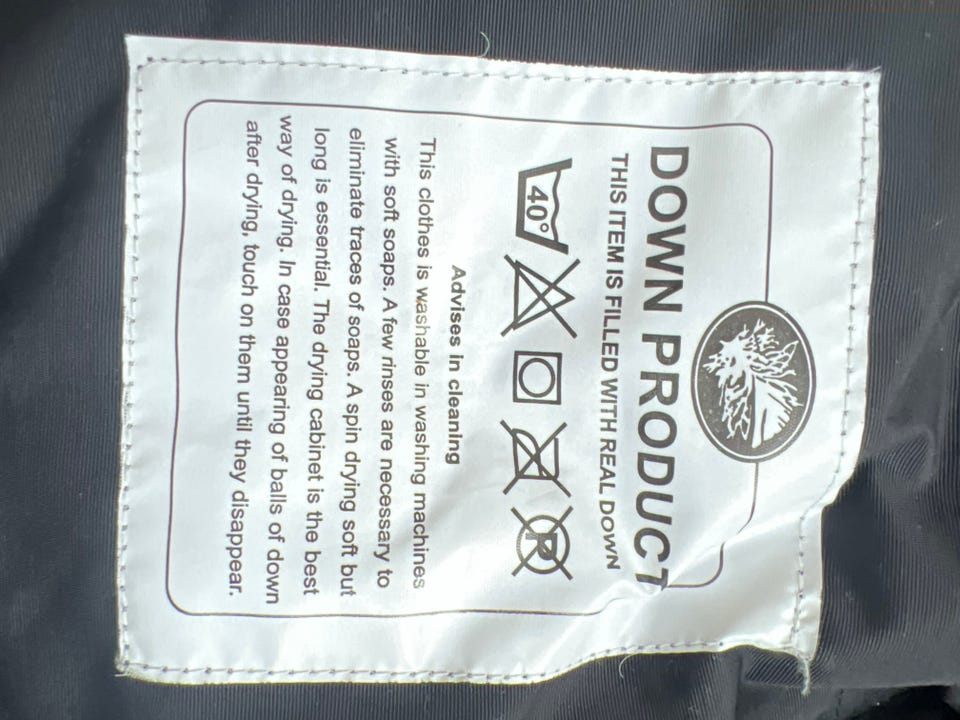 DOWN PRODUCT
THIS ITEM IS FILLED WITH REAL DOWN
40°
P
Advises in cleaning
This clothes is washable in washing machines
with soft soaps. A few rinses are necessary to
eliminate traces of soaps. A spin drying soft but
long is essential. The drying cabinet is the best
way of drying. In case appearing of balls of down
after drying, touch on them until they disappear.